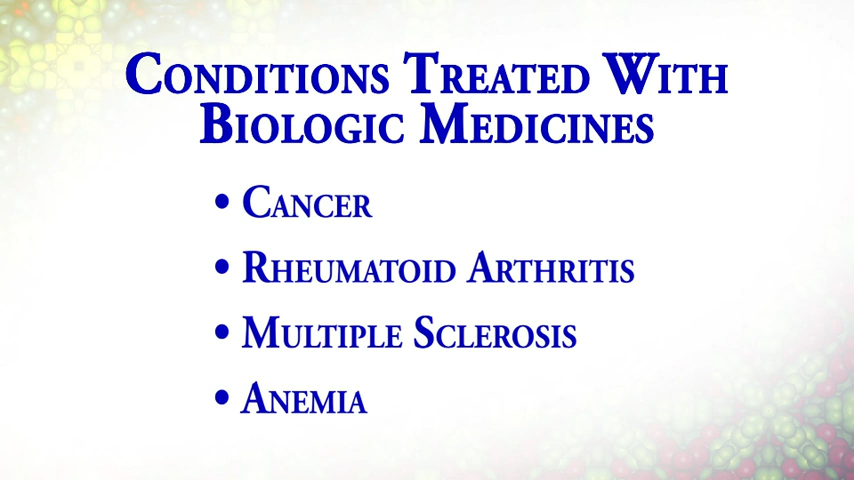 Conditions Treated With
Biologic Medicines
• Cancer
• Rheumatoid Arthritis
• Multiple Sclerosis
• Anemia